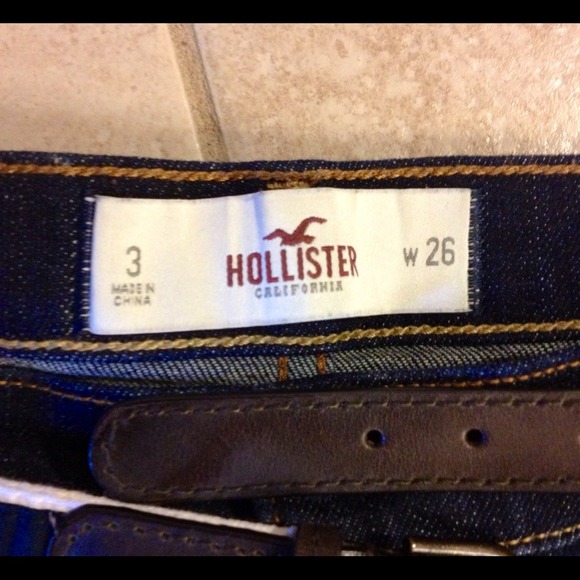 3
MADE IN
CHINA
HOLLISTER
CALIFORNIA
W 26